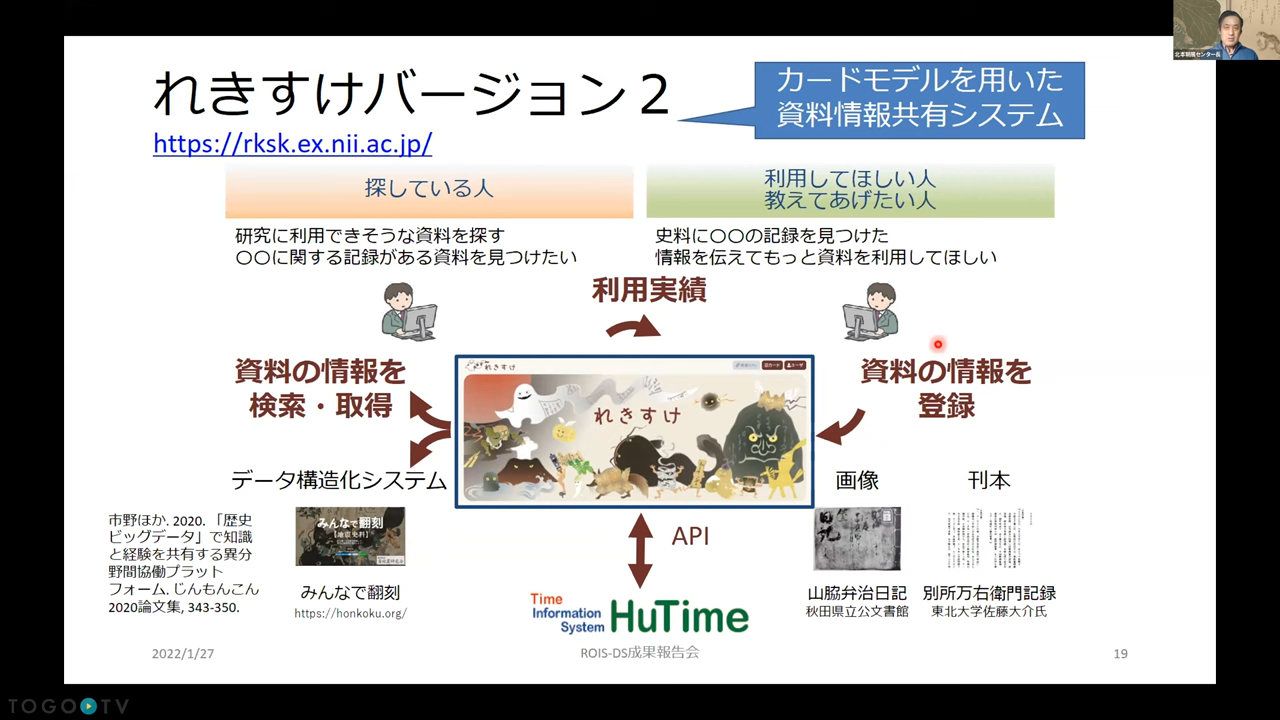 れきすけバージョン２
カードモデルを用いた
資料情報共有システム
https://rksk.ex.nii.ac.jp/
探している人
利用してほしい人
教えてあげたい人
研究に利用できそうな資料を探す
〇〇に関する記録がある資料を見つけたい
史料に〇〇の記録を見つけた
情報を伝えてもっと資料を利用してほしい
利用実績
資料の情報を
検索・取得
れきすけ
れきすけ
資料の情報を
登録
データ構造化システム
画像
刊本
市野ほか. 2020. 「歴史
ビッグデータ」で知識
と経験を共有する異分
野間協働プラット
フォーム. じんもんこん
2020論文集, 343-350.
みんなで翻刻
【地震史料】
みんなで翻刻
https://honkoku.org/
API
Time
Information
System
HuTime
山脇弁治日記
秋田県立公文書館
別所万右衛門記録
東北大学佐藤大介氏
2022/1/27
ROIS-DS成果報告会
19
TOGO TV